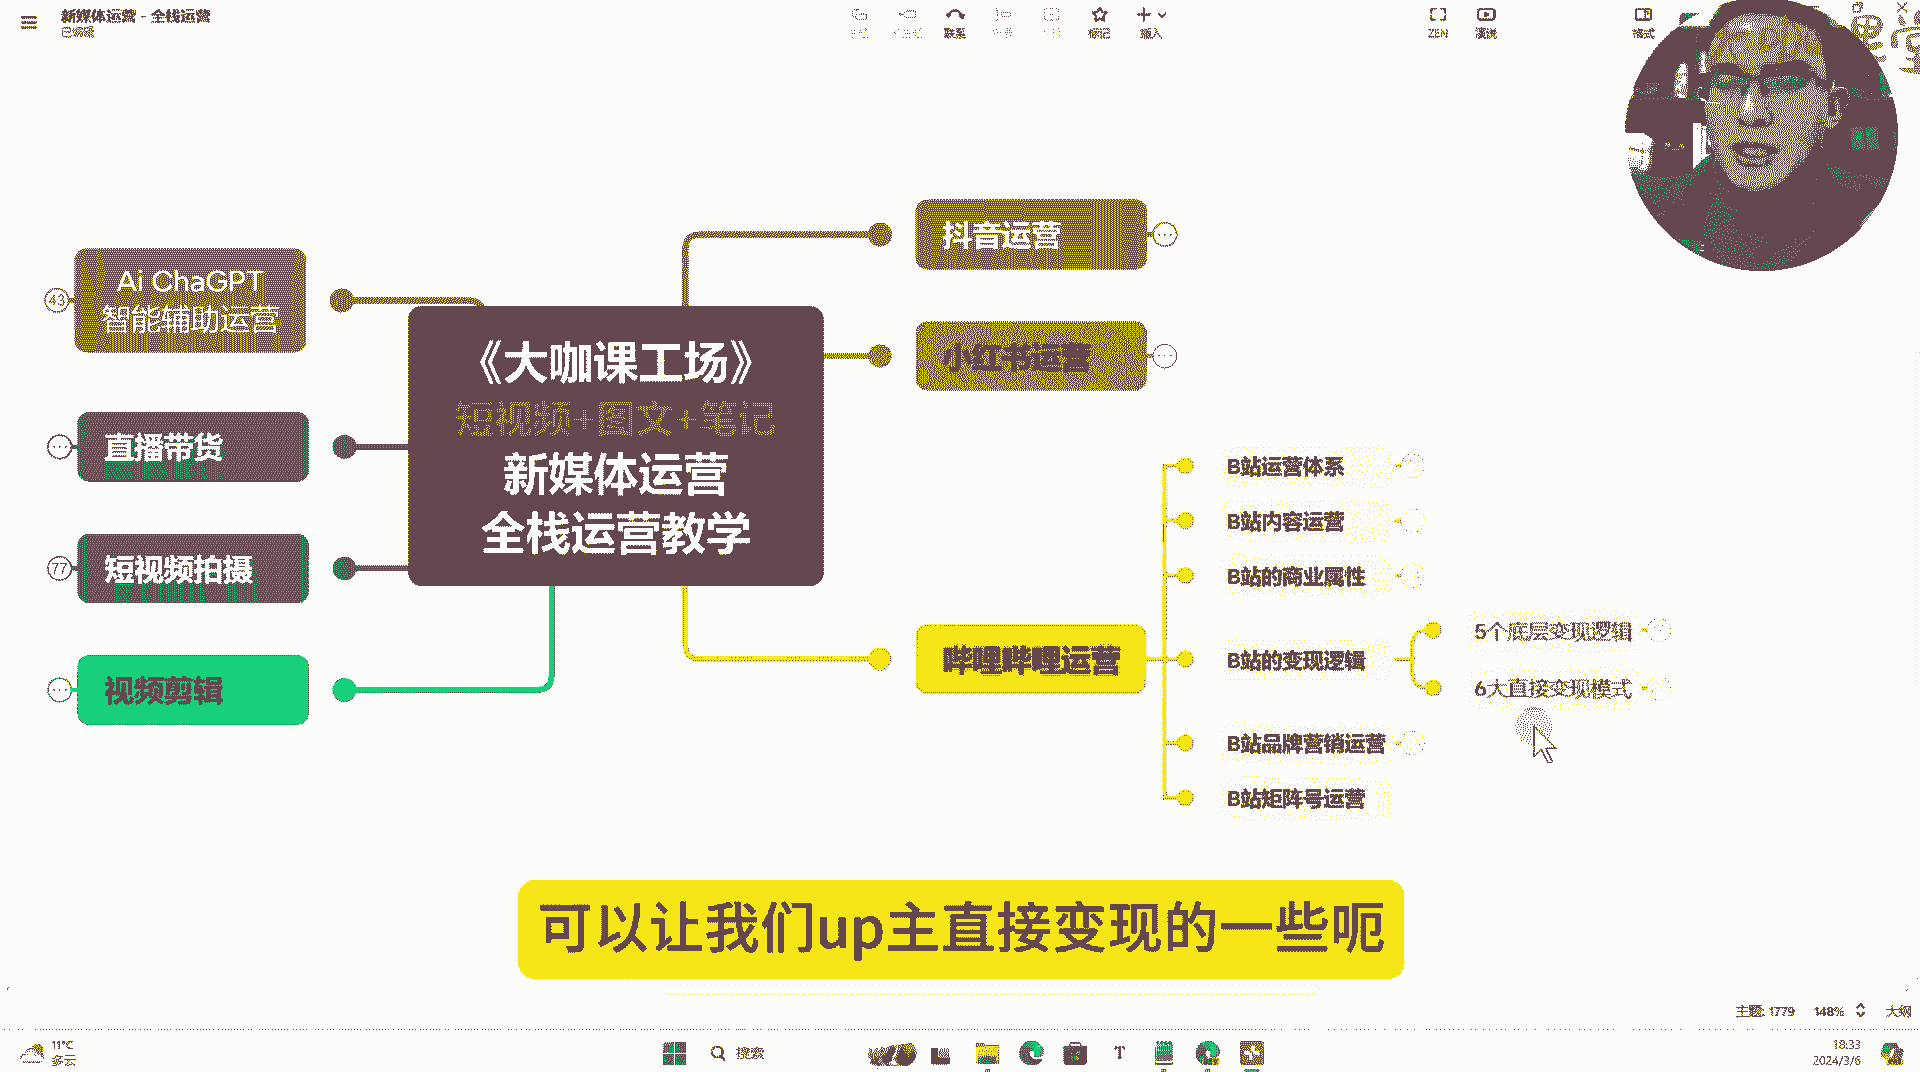 新媒体运营 - 全栈运营
已编辑
联系
标记
插入
ZEN
演说
格式
课堂
Ai ChaGPT
智能辅助运营
43
直播带货
短视频拍摄
77
视频剪辑
《大咖课工场》
短视频+图文+笔记
新媒体运营
全栈运营教学
抖音运营
小红书运营
哔哩哔哩运营
B站运营体系
B站内容运营
B站的商业属性
B站的变现逻辑
5个底层变现逻辑
6大直接变现模式
B站品牌营销运营
B站矩阵号运营
可以让我们up主直接变现的一些呃
主题: 1779
148%
大纲
11°C
多云
搜索
18:33
2024/3/6